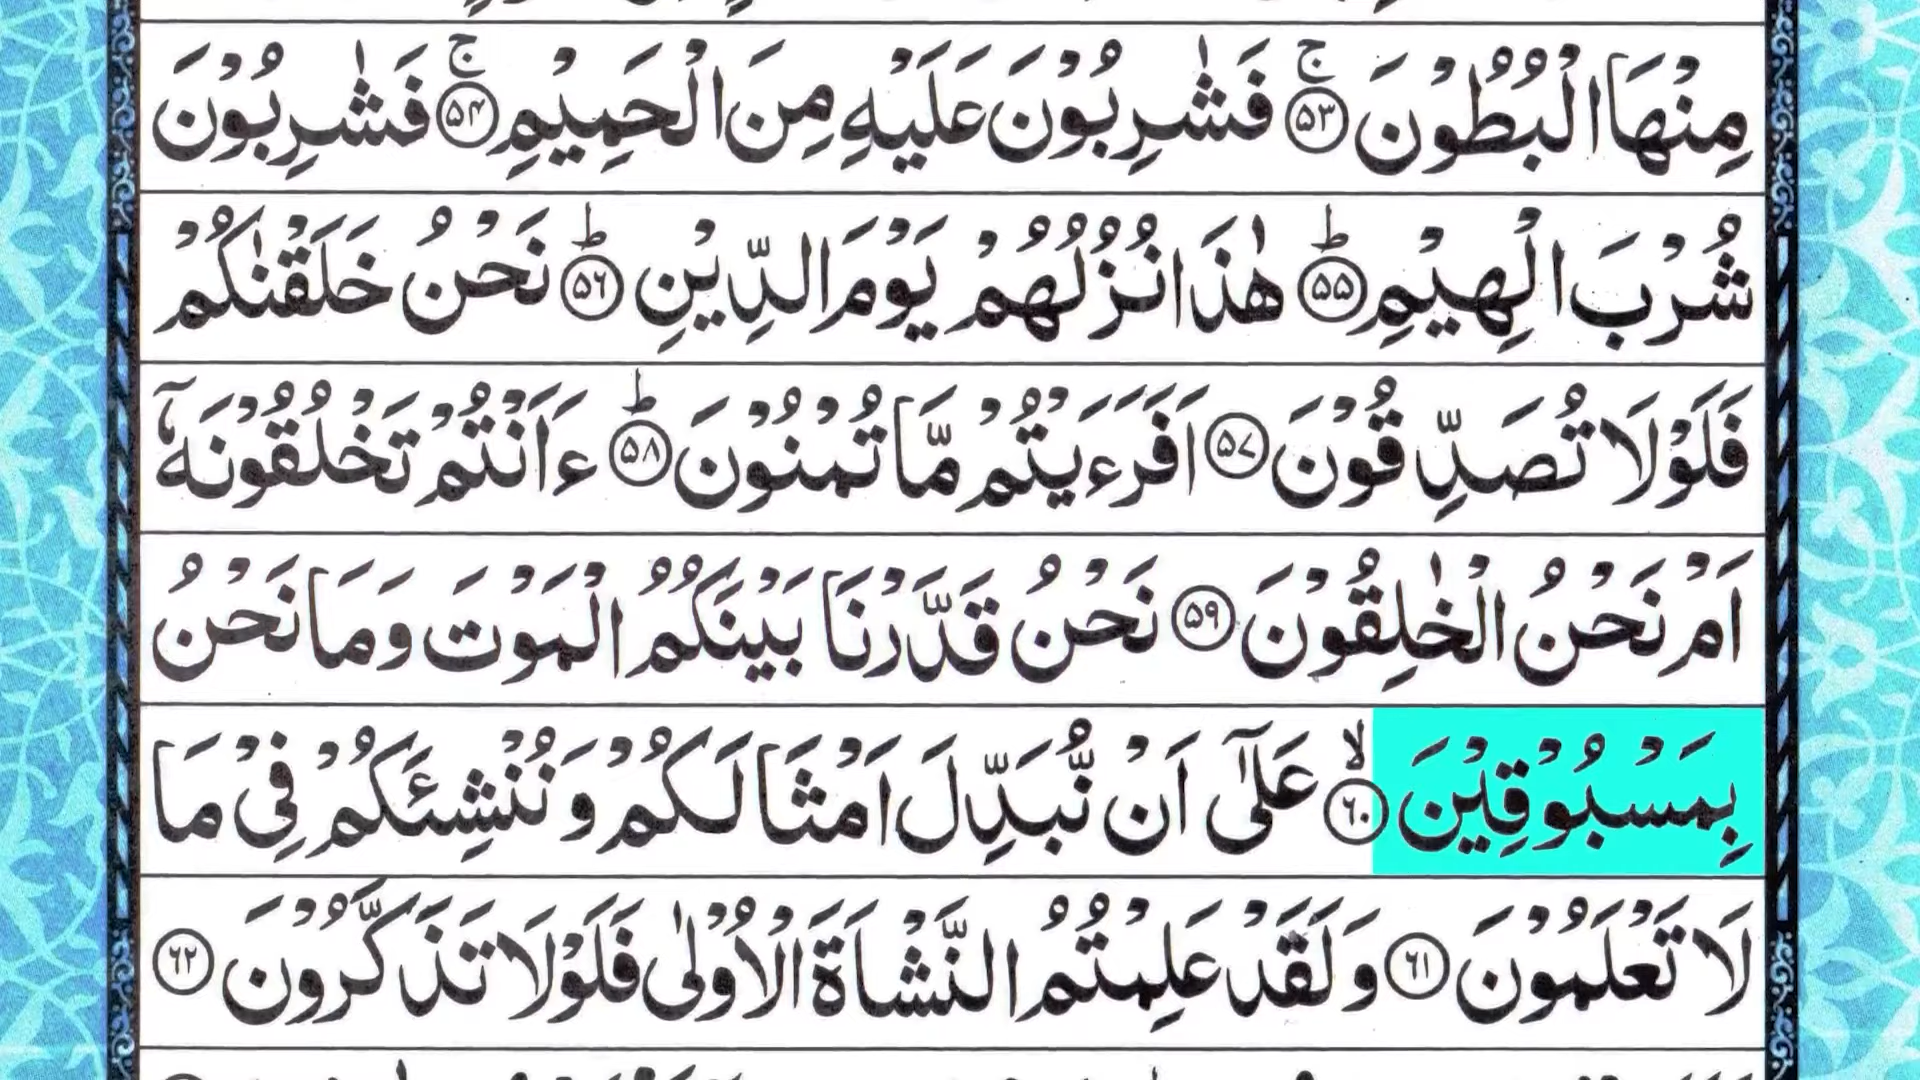 مِنْهَا الْبُطُوْنَ ۚ‏﴿۵۳﴾ فَشٰرِبُوْنَ عَلَيْهِ مِنَ الْحَمِيْمِ ۚ‏﴿۵۴﴾ فَشٰرِبُوْنَ
شُرْبَ الْهِيْمِ ؕ‏﴿۵۵﴾ هٰذَا نُزُلُهُمْ يَوْمَ الدِّيْنِ ؕ‏﴿۵۶﴾ نَحْنُ خَلَقْنٰكُمْ
فَلَوْلَا تُصَدِّقُوْنَ ﴿۵۷﴾ اَفَرَءَيْتُمْ مَّا تُمْنُوْنَ ؕ‏﴿۵۸﴾ ءَاَنْتُمْ تَخْلُقُوْنَهٗۤ
اَمْ نَحْنُ الْخٰلِقُوْنَ ﴿۵۹﴾ نَحْنُ قَدَّرْنَا بَيْنَكُمُ الْمَوْتَ وَمَا نَحْنُ
بِمَسْبُوْقِيْنَ ۙ‏﴿۶۰﴾ عَلٰۤى اَنْ نُّبَدِّلَ اَمْثَالَكُمْ وَنُنْشِئَكُمْ فِيْ مَا
لَا تَعْلَمُوْنَ ﴿۶۱﴾ وَلَقَدْ عَلِمْتُمُ النَّشْاَةَ الْاُوْلٰى فَلَوْلَا تَذَكَّرُوْنَ ﴿۶۲﴾